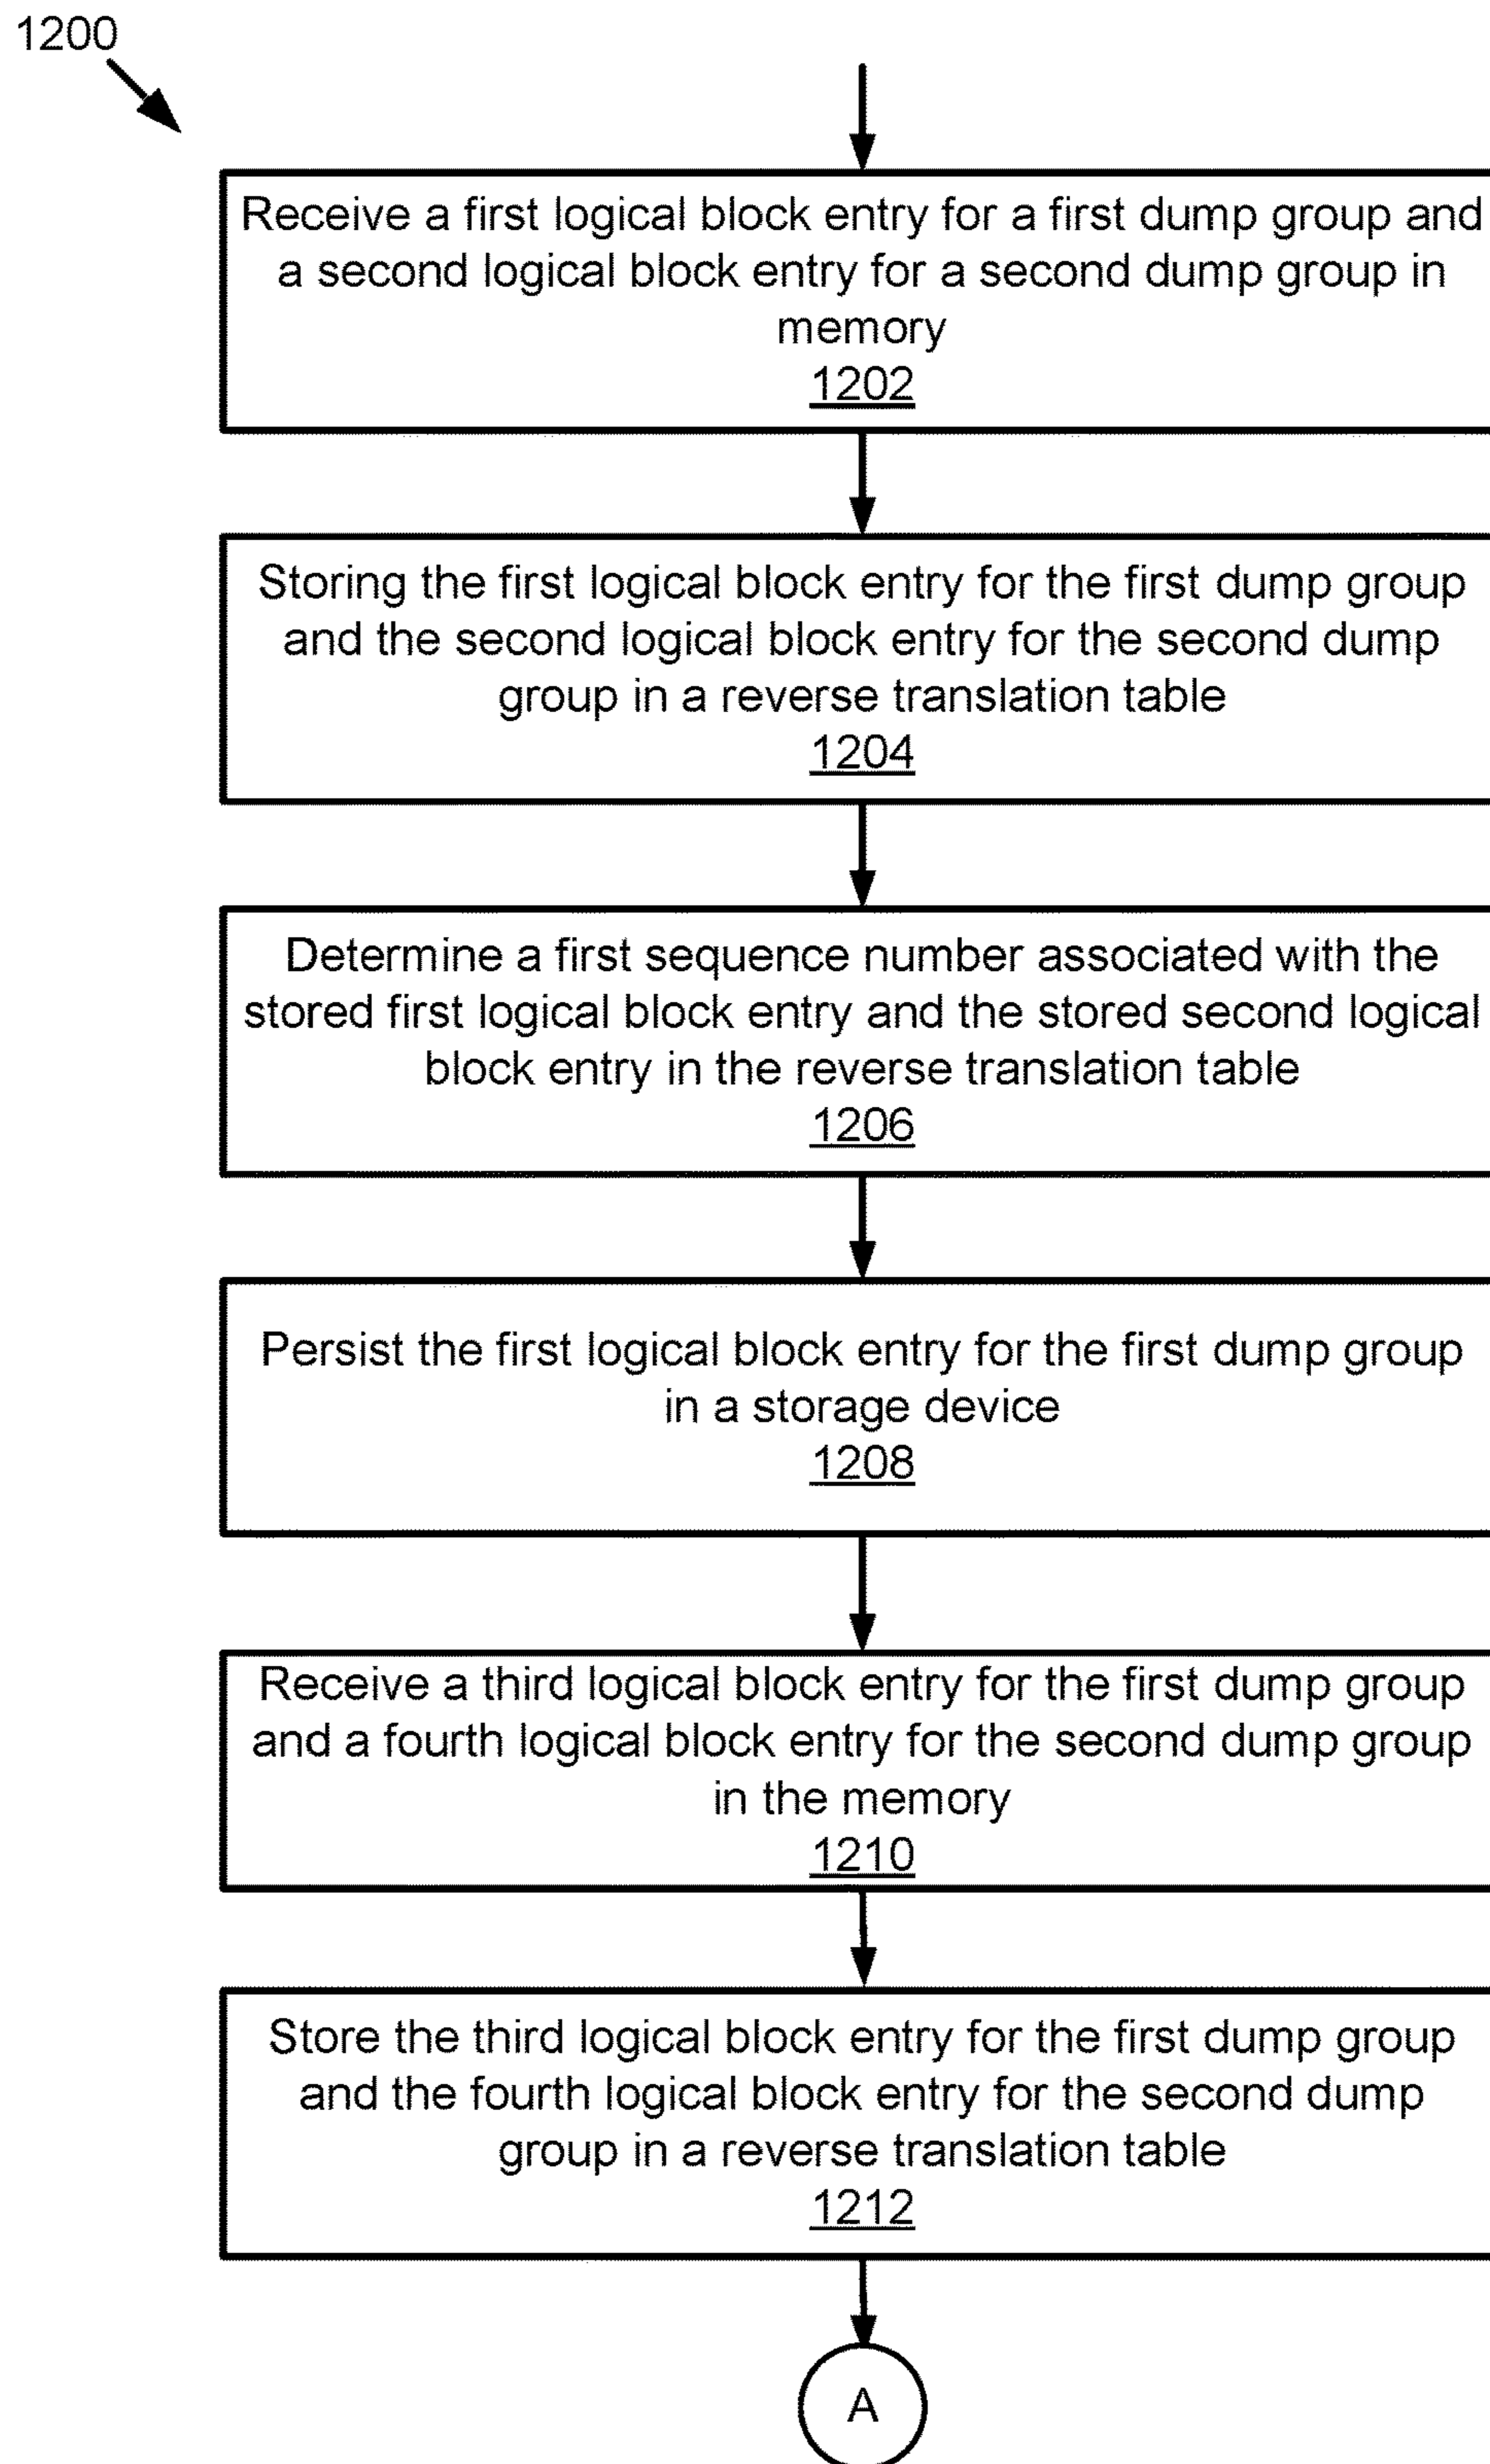 1200
Receive a first logical block entry for a first dump group and
a second logical block entry for a second dump group in
memory
1202
Storing the first logical block entry for the first dump group
and the second logical block entry for the second dump
group in a reverse translation table
1204
Determine a first sequence number associated with the
stored first logical block entry and the stored second logical
block entry in the reverse translation table
1206
Persist the first logical block entry for the first dump group
in a storage device
1208
Receive a third logical block entry for the first dump group
and a fourth logical block entry for the second dump group
in the memory
1210
Store the third logical block entry for the first dump group
and the fourth logical block entry for the second dump
group in a reverse translation table
1212
A